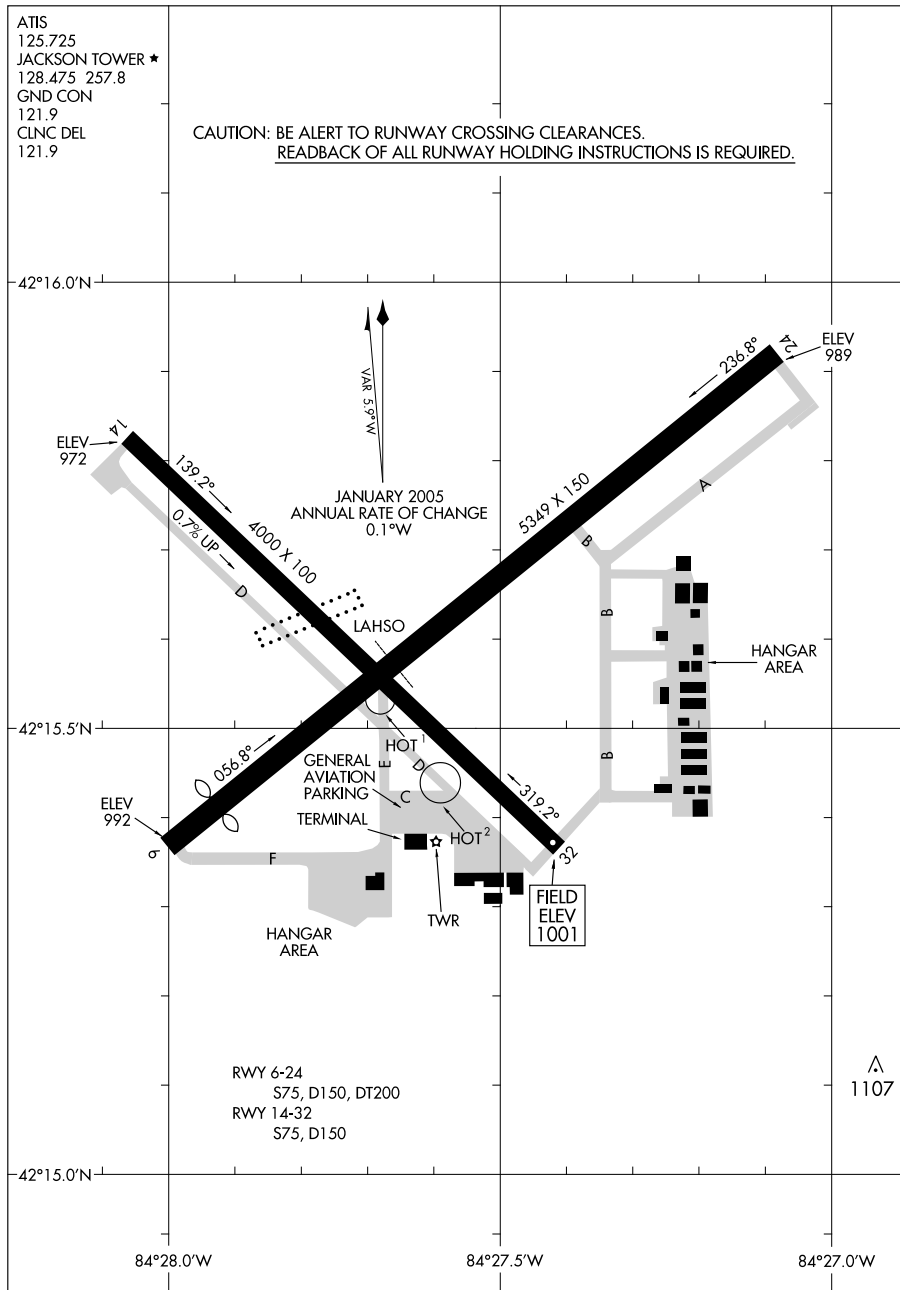 ATIS
125.725
JACKSON TOWER ★
128.475 257.8
GND CON
121.9
CLNC DEL
121.9
CAUTION: BE ALERT TO RUNWAY CROSSING CLEARANCES.
READBACK OF ALL RUNWAY HOLDING INSTRUCTIONS IS REQUIRED.
42°16.0'N
VAR 5.9°W
JANUARY 2005
ANNUAL RATE OF CHANGE
0.1°W
24
ELEV
989
236.8°
14
ELEV
972
139.2°
0.7% UP
4000 X 100
5349 X 150
A
B
D
B
LAHSO
HANGAR
AREA
42°15.5'N
HOT 1
056.8°
GENERAL
AVIATION
PARKING
E
D
B
C
319.2°
ELEV
992
TERMINAL
HOT 2
6
F
32
TWR
FIELD
ELEV
1001
HANGAR
AREA
RWY 6-24
S75, D150, DT200
RWY 14-32
S75, D150
1107
42°15.0'N
84°28.0'W
84°27.5'W
84°27.0'W